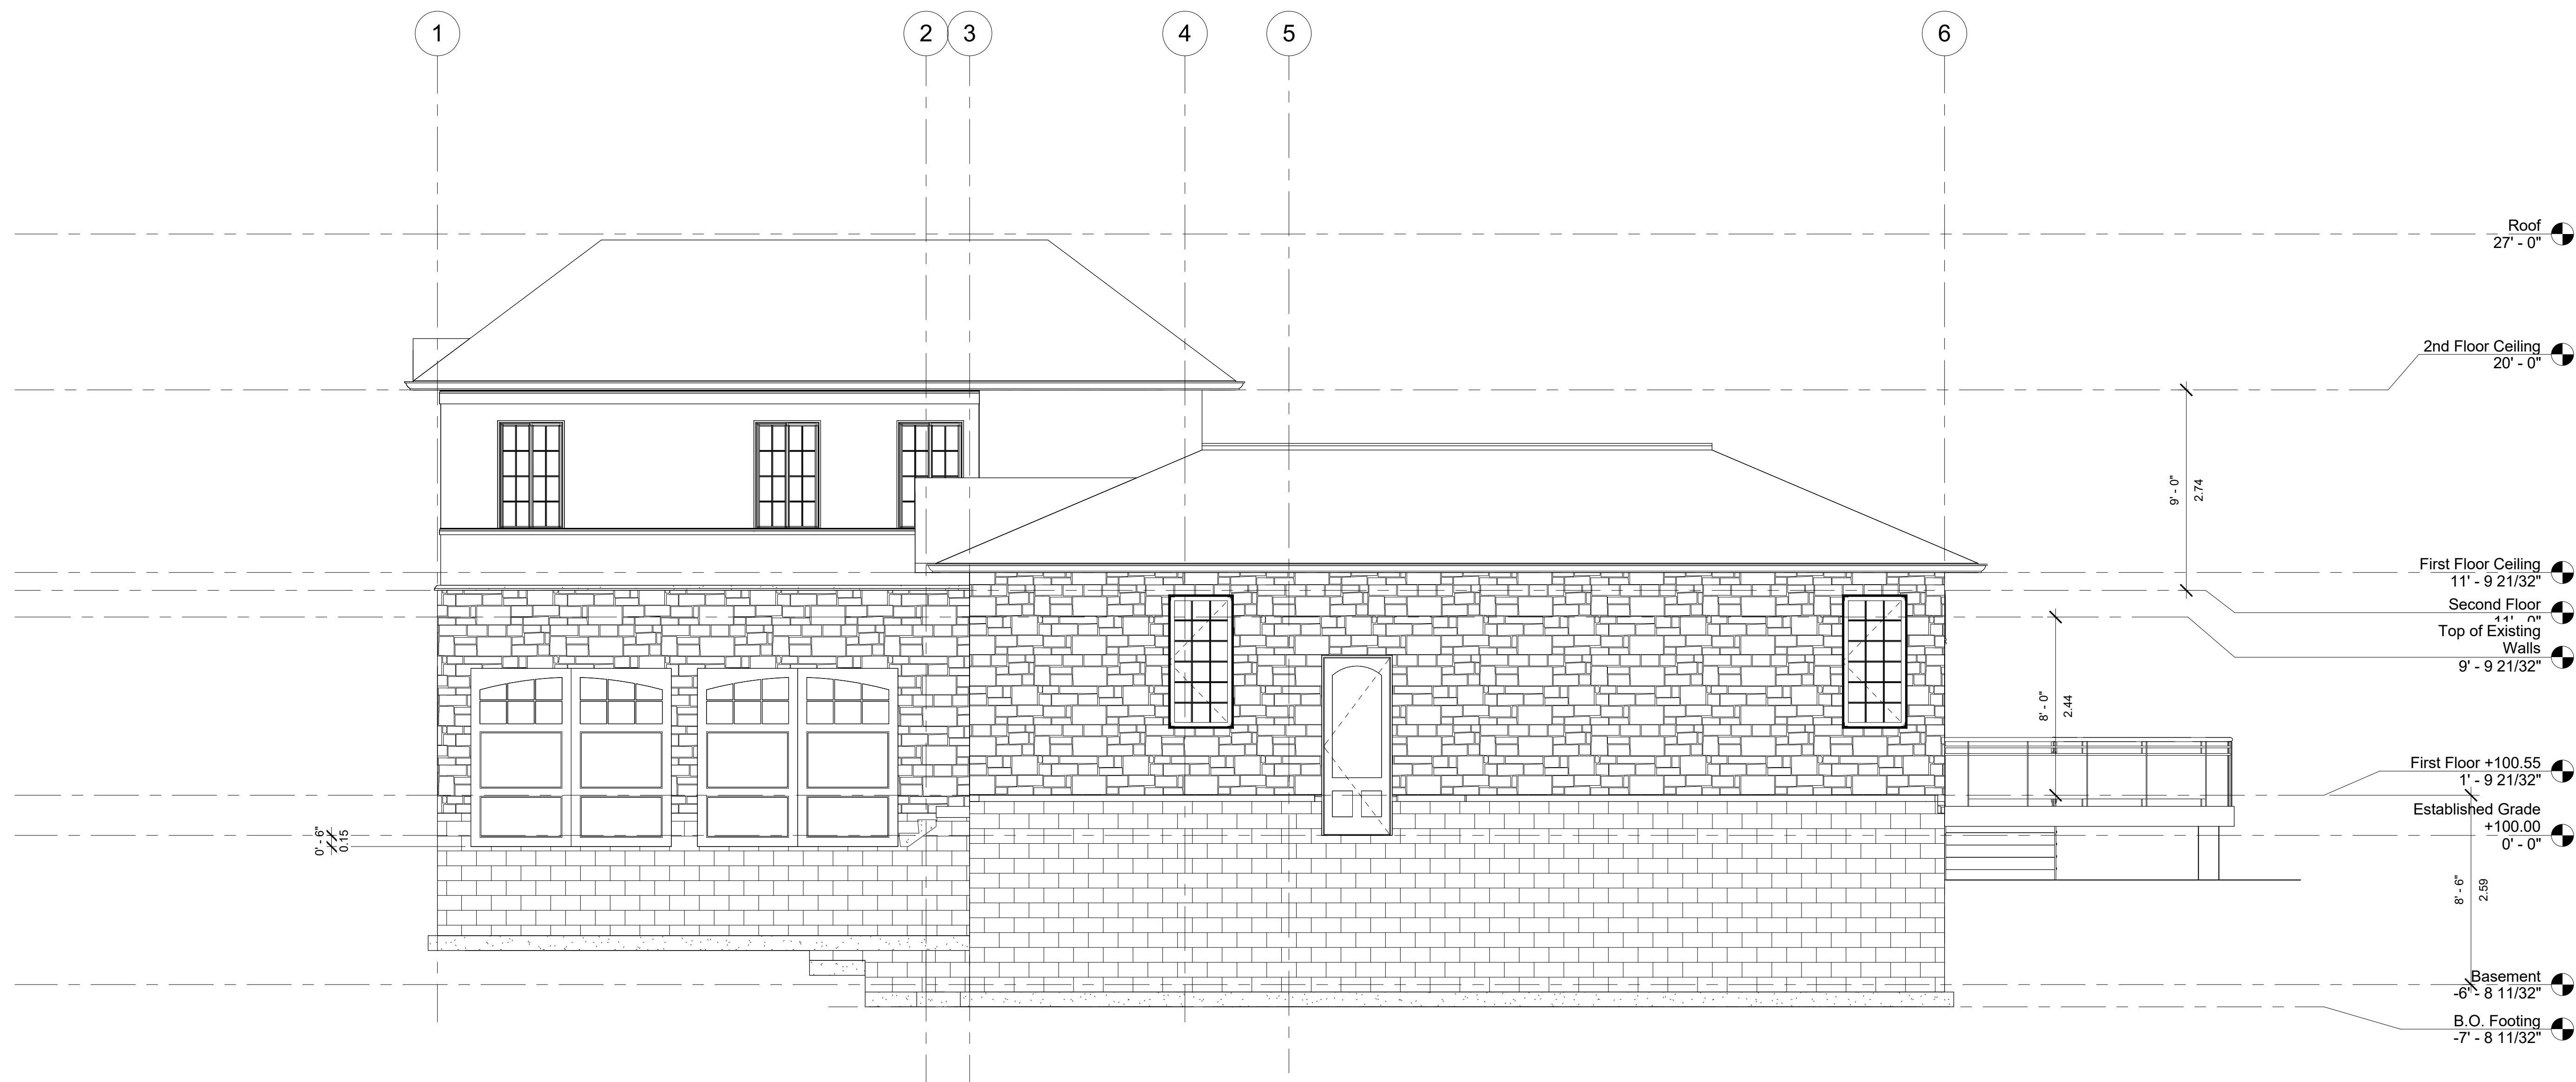 1
2
3
4
5
6
Roof
27' - 0"
2nd Floor Ceiling
20' - 0"
9' - 0"
2.74
First Floor Ceiling
11' - 9 21/32"
Second Floor
11' - 0"
Top of Existing
Walls
9' - 9 21/32"
8' - 0"
2.44
First Floor +100.55
1' - 9 21/32"
Established Grade
+100.00
0' - 0"
0' - 6"
0.15
8' - 6"
2.59
Basement
-6' - 8 11/32"
B.O. Footing
-7' - 8 11/32"